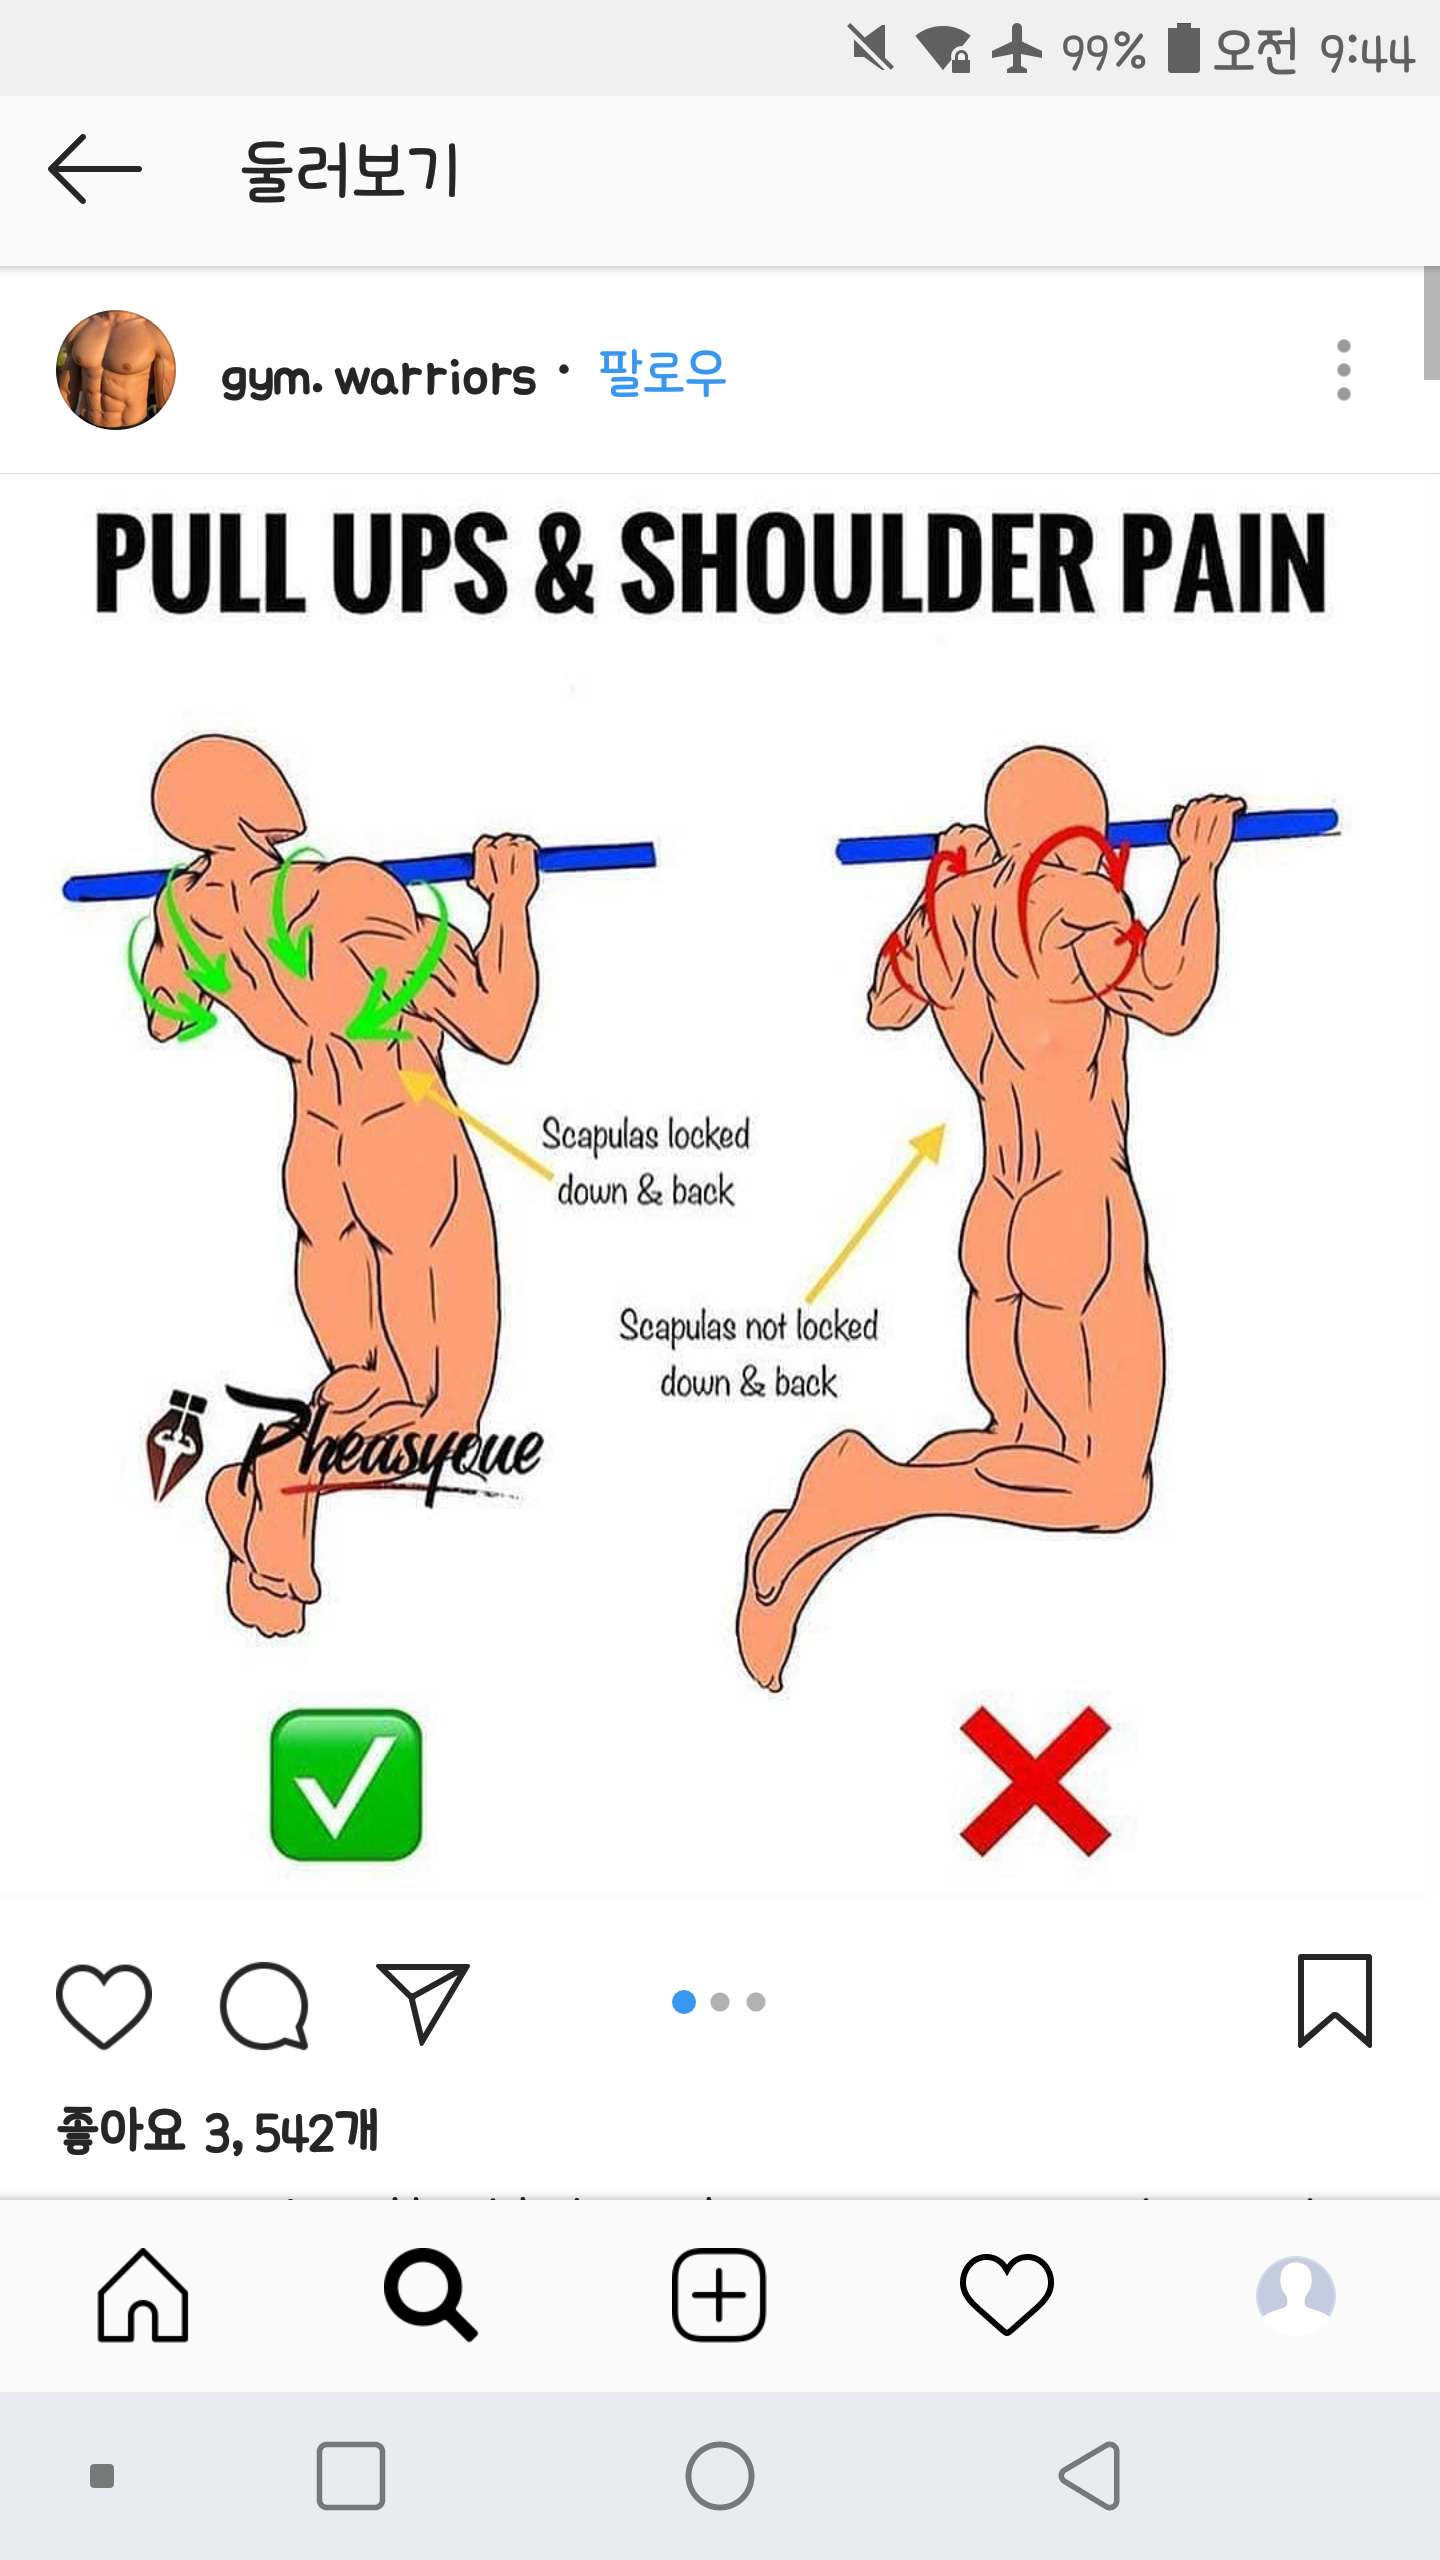 99% 오전 9:44
둘러보기
gym.warriors • 팔로우
PULL UPS & SHOULDER PAIN
Scapulas locked
down & back
Scapulas not locked
down & back
Pheasyque
좋아요 3,542개